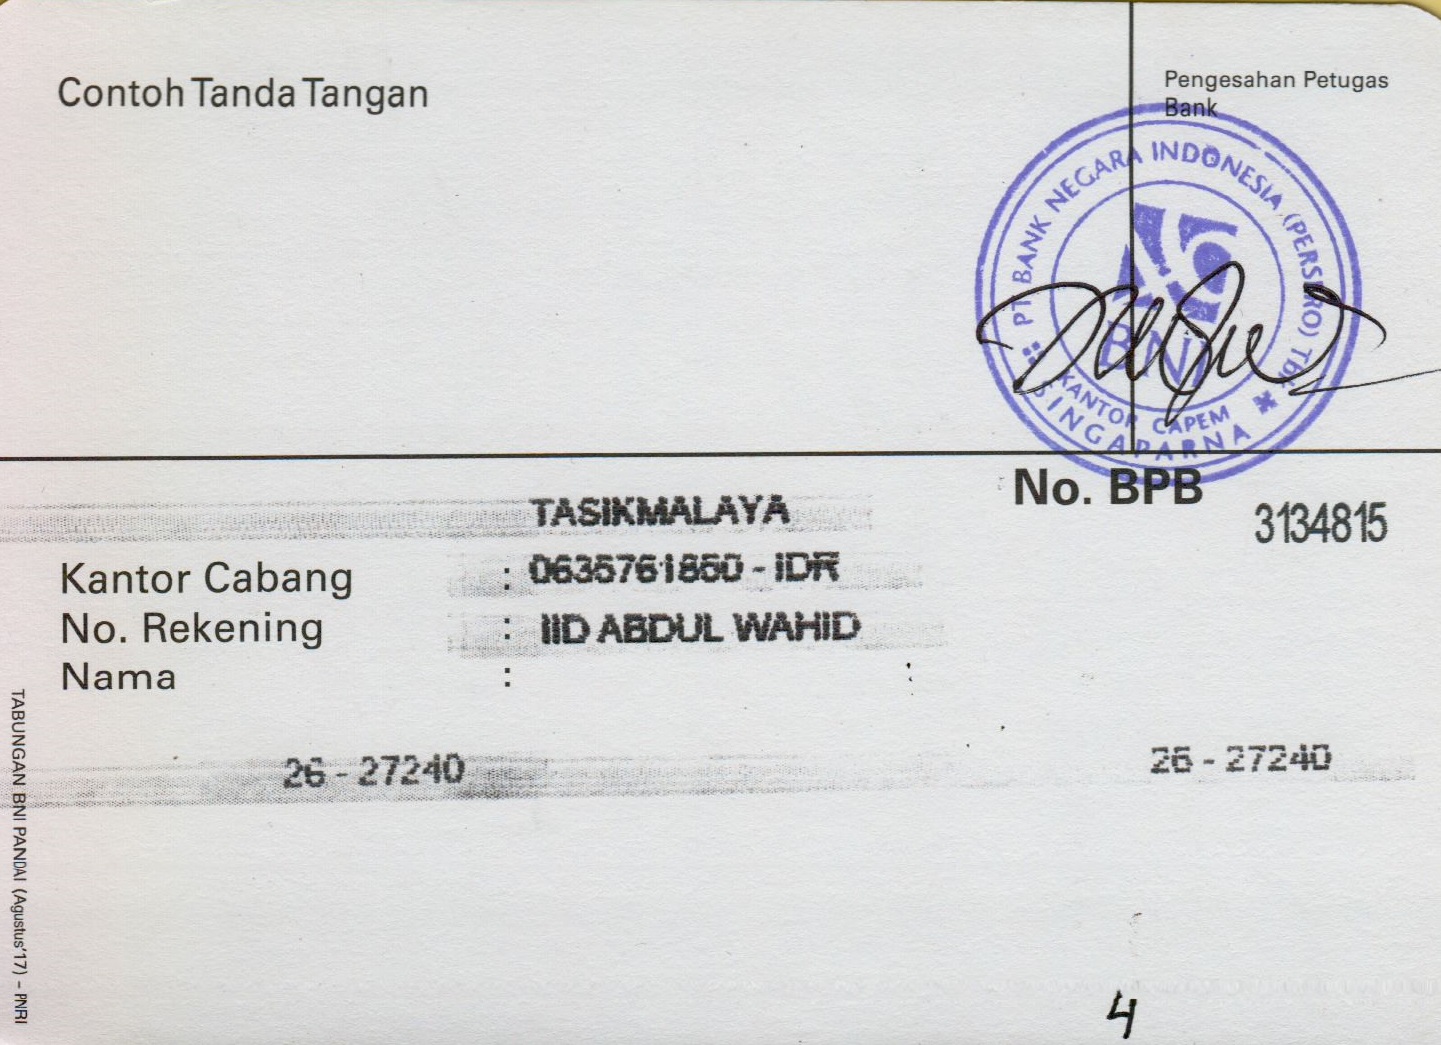 Contoh Tanda Tangan
Pengesahan Petugas
Bank
PT BANK NEGARA INDONESIA (PERSERO) Tbk
BNI
KANTOR CAPEM
SINGAPARNA
No. BPB
3134815
TASIKMALAYA
Kantor Cabang : 0635761850 - IDR
No. Rekening : IID ABDUL WAHID
Nama :
26 - 27240
26 - 27240
TABUNGAN BNI PANDAI (Agustus'17) - PNRI
4